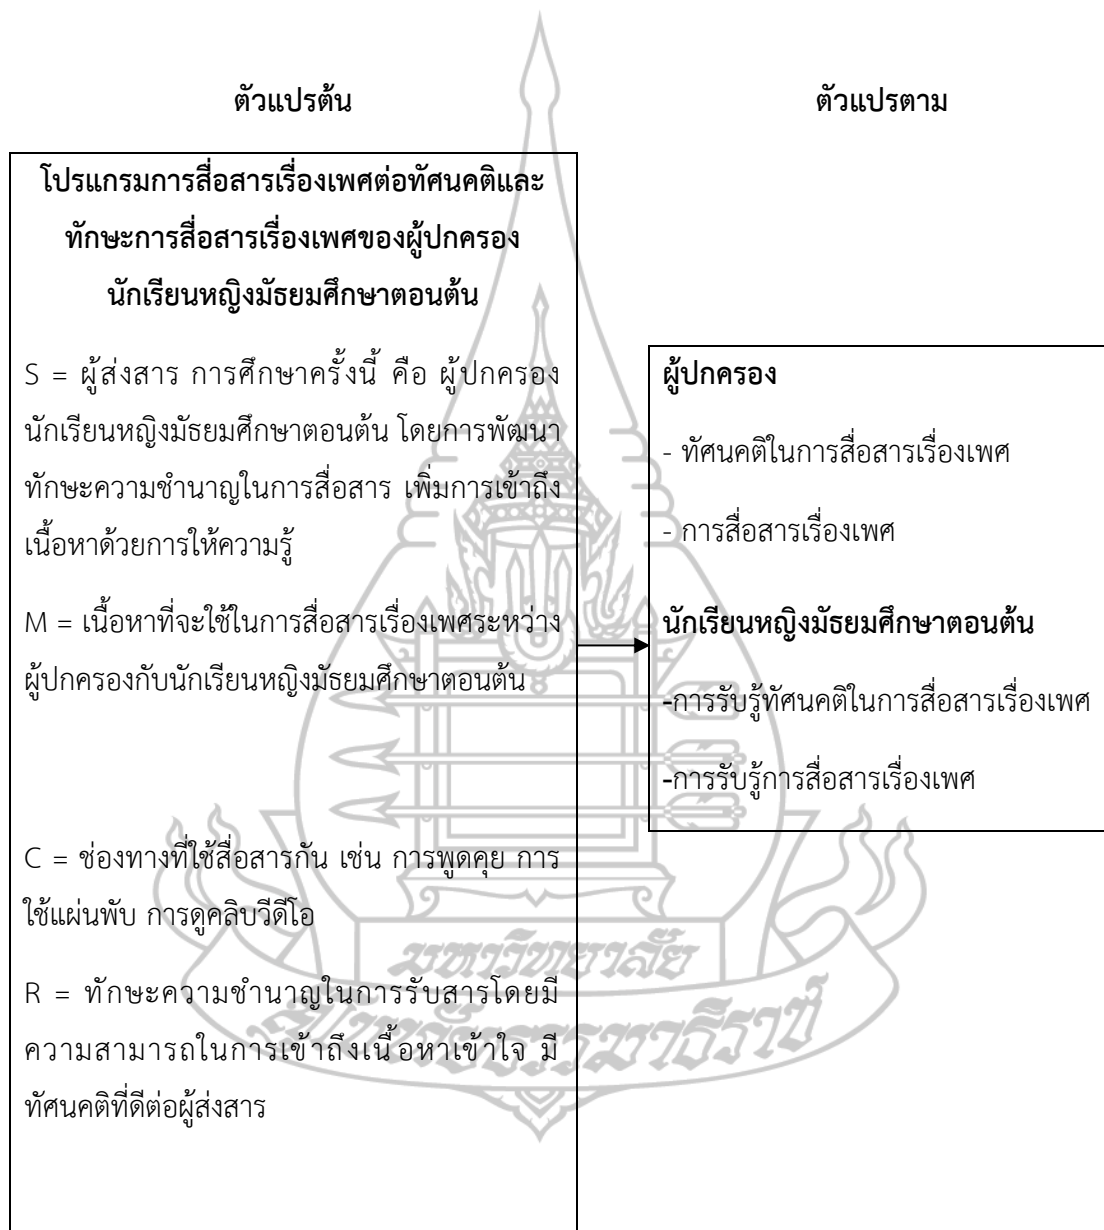 ตัวแปรต้น
ตัวแปรตาม
โปรแกรมการสื่อสารเรื่องเพศต่อทัศนคติและ
ทักษะการสื่อสารเรื่องเพศของผู้ปกครอง
นักเรียนหญิงมัธยมศึกษาตอนต้น
S = ผู้ส่งสาร การศึกษาครั้งนี้ คือ ผู้ปกครอง
นักเรียนหญิงมัธยมศึกษาตอนต้น โดยการพัฒนา
ทักษะความชำนาญในการสื่อสาร เพิ่มการเข้าถึง
เนื้อหาด้วยการให้ความรู้
M = เนื้อหาที่จะใช้ในการสื่อสารเรื่องเพศระหว่าง
ผู้ปกครองกับนักเรียนหญิงมัธยมศึกษาตอนต้น
C = ช่องทางที่ใช้สื่อสารกัน เช่น การพูดคุย การ
ใช้แผ่นพับ การดูคลิบวีดีโอ
R = ทักษะความชำนาญในการรับสารโดยมี
ความสามารถในการเข้าถึงเนื้อหาเข้าใจ มี
ทัศนคติที่ดีต่อผู้ส่งสาร
ผู้ปกครอง
- ทัศนคติในการสื่อสารเรื่องเพศ
- การสื่อสารเรื่องเพศ
นักเรียนหญิงมัธยมศึกษาตอนต้น
-การรับรู้ทัศนคติในการสื่อสารเรื่องเพศ
-การรับรู้การสื่อสารเรื่องเพศ
มหาวิทยาลัย
สุโขทัยธรรมาธิราช